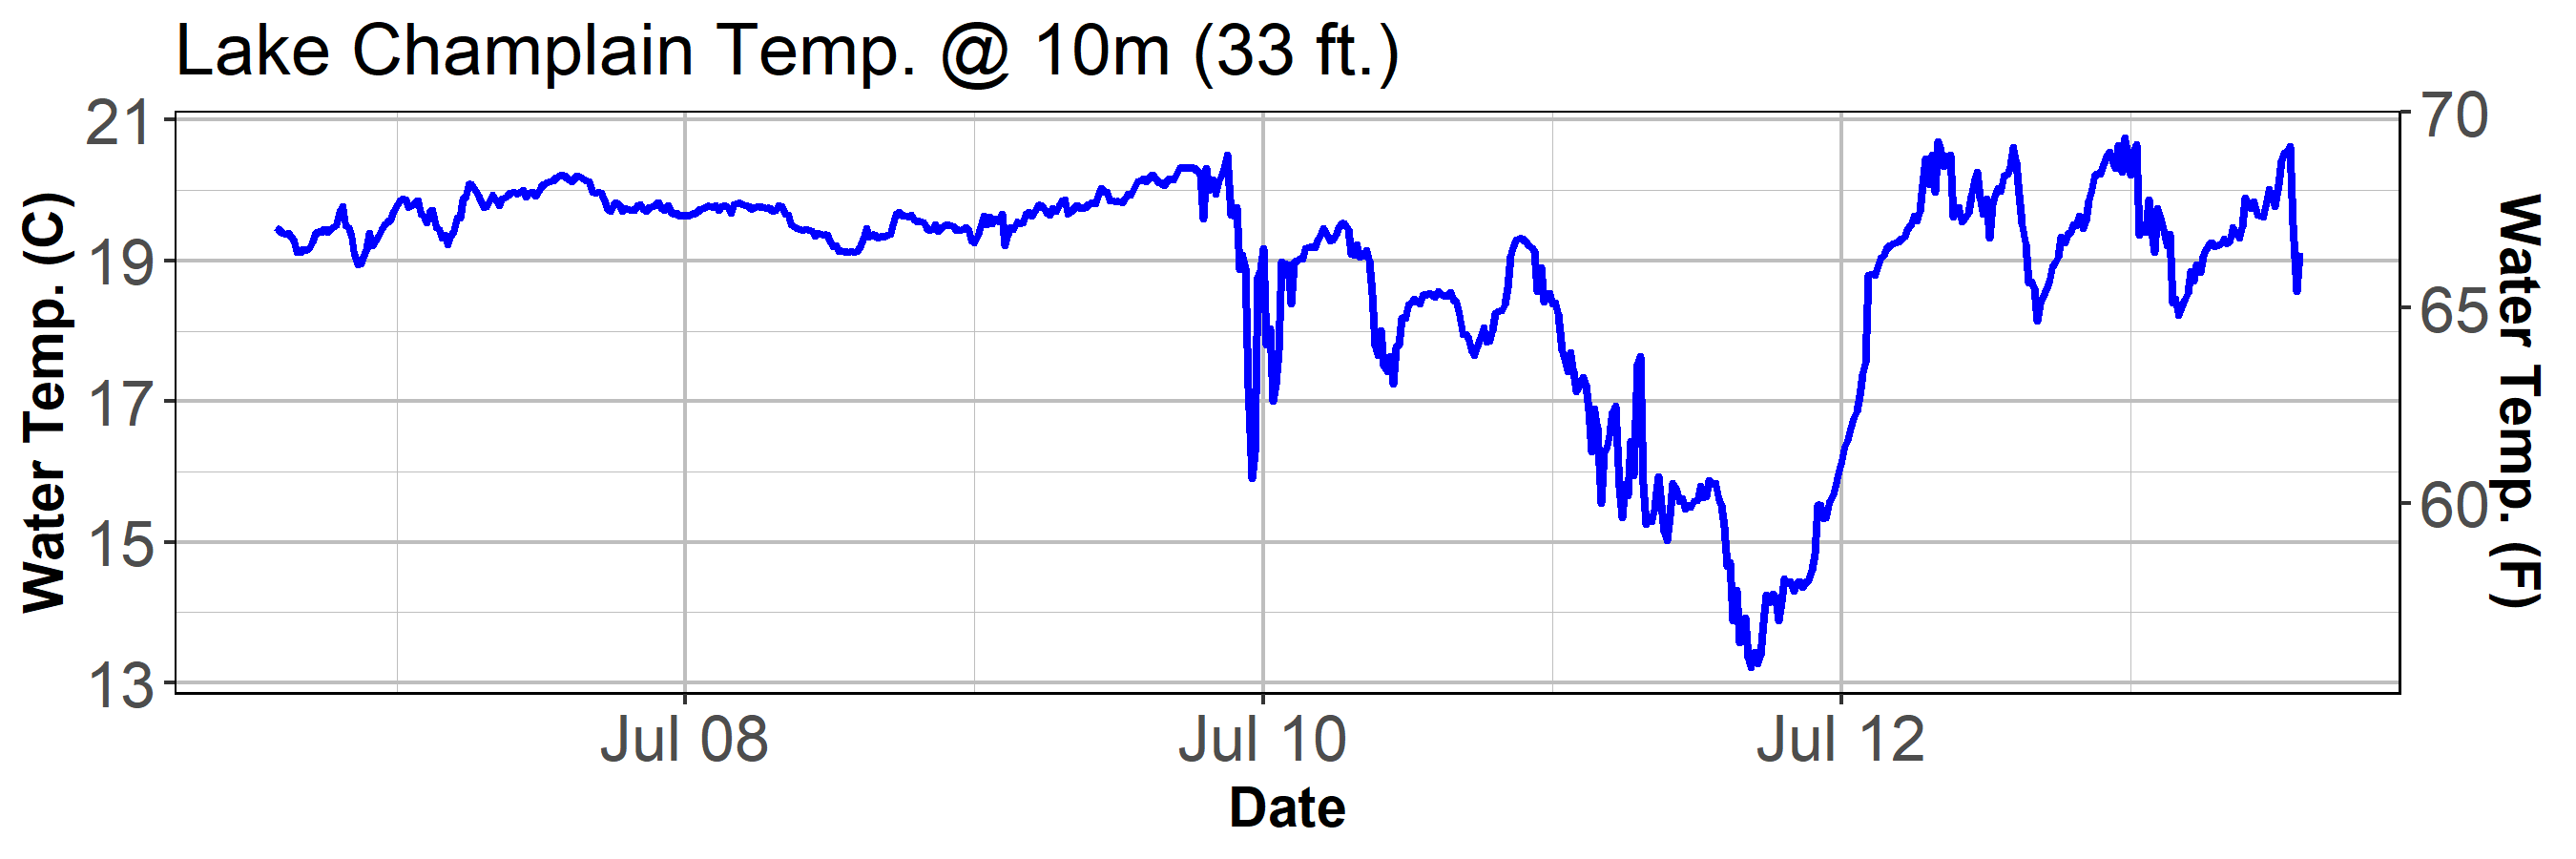 Lake Champlain Temp. @ 10m (33 ft.)
21
19
17
15
13
Water Temp. (C)
70
65
60
Water Temp. (F)
Jul 08
Jul 10
Jul 12
Date